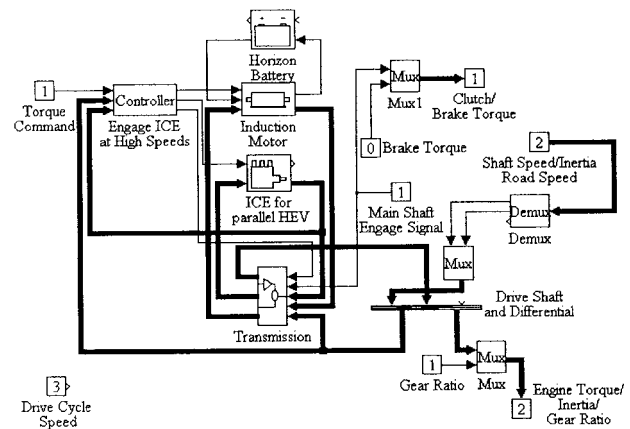 Horizon
Battery
1
Torque
Command
Controller
Engage ICE
at High Speeds
Induction
Motor
ICE for
parallel HEV
Mux
Mux1
1
Clutch/
Brake Torque
0
Brake Torque
2
Shaft Speed/Inertia
Road Speed
1
Main Shaft
Engage Signal
Demux
Demux
Mux
Transmission
Drive Shaft
and Differential
1
Gear Ratio
Mux
Mux
3
Drive Cycle
Speed
2
Engine Torque/
Inertia/
Gear Ratio